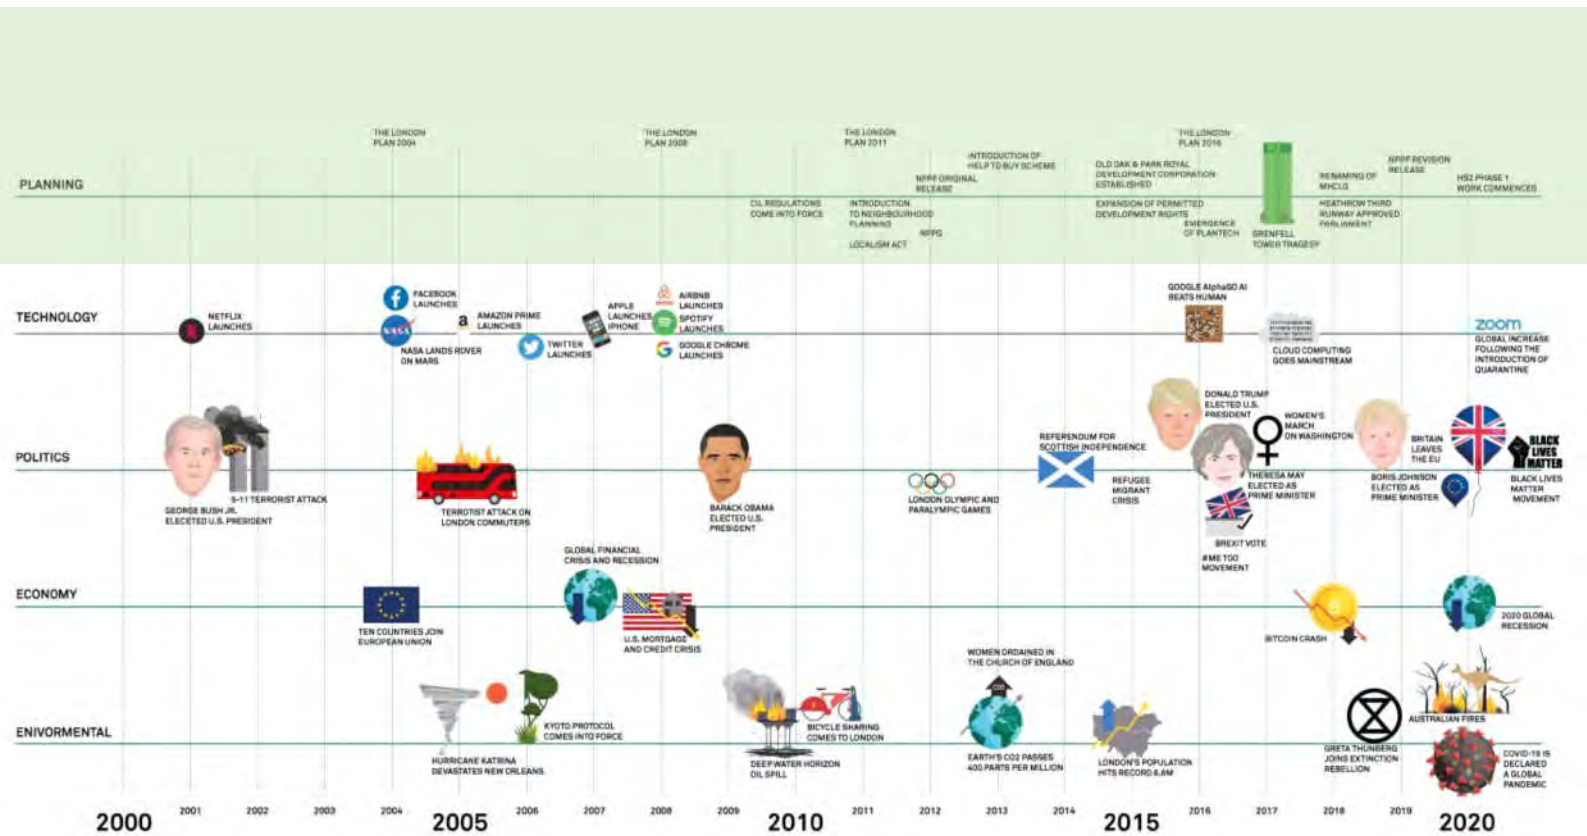 THE LONDON
PLAN 2004
THE LONDON
PLAN 2008
THE LONDON
PLAN 2011
THE LONDON
PLAN 2016
INTRODUCTION OF
HELP TO BUY SCHEME
NPPF ORIGINAL
RELEASE
OLD OAK & PARK ROYAL
DEVELOPMENT CORPORATION
ESTABLISHED
RENAMING OF
MHCLG
NPPF REVISION
RELEASE
HS2 PHASE 1
WORK COMMENCES
PLANNING
CIL REGULATIONS
COME INTO FORCE
INTRODUCTION
TO NEIGHBOURHOOD
PLANNING
LOCALISM ACT
NPPG
EXPANSION OF PERMITTED
DEVELOPMENT RIGHTS
EMERGENCE
OF PLANTECH
GRENFELL
TOWER TRAGESY
HEATHROW THIRD
RUNWAY APPROVED
PARLIAMENT
TECHNOLOGY
NETFLIX
LAUNCHES
FACEBOOK
LAUNCHES
NASA
NASA LANDS ROVER
ON MARS
a
AMAZON PRIME
LAUNCHES
TWITTER
LAUNCHES
APPLE
LAUNCHES
IPHONE
AIRBNB
LAUNCHES
SPOTIFY
LAUNCHES
GOOGLE CHROME
LAUNCHES
GOOGLE AlphaGO AI
BEATS HUMAN
CLOUD COMPUTING
GOES MAINSTREAM
zoom
GLOBAL INCREASE
FOLLOWING THE
INTRODUCTION OF
QUARANTINE
POLITICS
GEORGE BUSH JR.
ELECETED U.S. PRESIDENT
9-11 TERRORIST ATTACK
TERROTIST ATTACK ON
LONDON COMMUTERS
BARACK OBAMA
ELECTED U.S.
PRESIDENT
LONDON OLYMPIC AND
PARALYMPIC GAMES
REFERENDUM FOR
SCOTTISH INDEPENDENCE
REFUGEE
MIGRANT
CRISIS
DONALD TRUMP
ELECTED U.S.
PRESIDENT
WOMEN'S
MARCH
ON WASHINGTON
THERESA MAY
ELECTED AS
PRIME MINISTER
BREXIT VOTE
#ME TOO
MOVEMENT
BORIS JOHNSON
ELECTED AS
PRIME MINISTER
BRITAIN
LEAVES
THE EU
BLACK
LIVES
MATTER
BLACK LIVES
MATTER
MOVEMENT
ECONOMY
TEN COUNTRIES JOIN
EUROPEAN UNION
GLOBAL FINANCIAL
CRISIS AND RECESSION
U.S. MORTGAGE
AND CREDIT CRISIS
BITCOIN CRASH
2020 GLOBAL
RECESSION
ENIVORMENTAL
HURRICANE KATRINA
DEVASTATES NEW ORLEANS
KYOTO PROTOCOL
COMES INTO FORCE
DEEP WATER HORIZON
OIL SPILL
BICYCLE SHARING
COMES TO LONDON
WOMEN ORDAINED IN
THE CHURCH OF ENGLAND
CO2
EARTH'S CO2 PASSES
400 PARTS PER MILLION
LONDON'S POPULATION
HITS RECORD 8.6M
GRETA THUNBERG
JOINS EXTINCTION
REBELLION
AUSTRALIAN FIRES
COVID-19 IS
DECLARED
A GLOBAL
PANDEMIC
2000 2001 2002 2003 2004 2005 2006 2007 2008 2009 2010 2011 2012 2013 2014 2015 2016 2017 2018 2019 2020